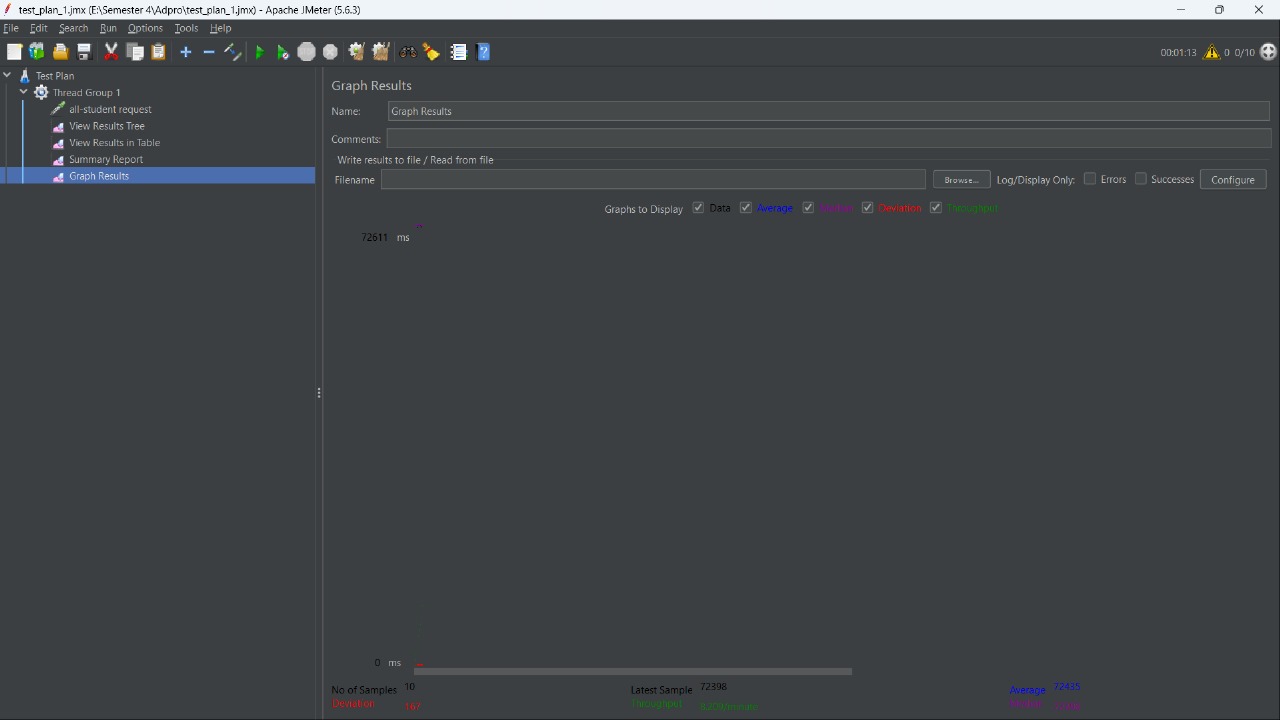 test_plan_1.jmx (E:\Semester 4\Adpro\test_plan_1.jmx) - Apache JMeter (5.6.3)
File Edit Search Run Options Tools Help
00:01:13 0 0/10
Test Plan
Thread Group 1
all-student request
View Results Tree
View Results in Table
Summary Report
Graph Results
Graph Results
Name: Graph Results
Comments:
Write results to file / Read from file
Filename Browse... Log/Display Only: Errors Successes Configure
Graphs to Display Data Average Median Deviation Throughput
72611 ms
0 ms
No of Samples 10 Latest Sample 72398 Average 72435
Deviation 167 Throughput 8.209/minute Median